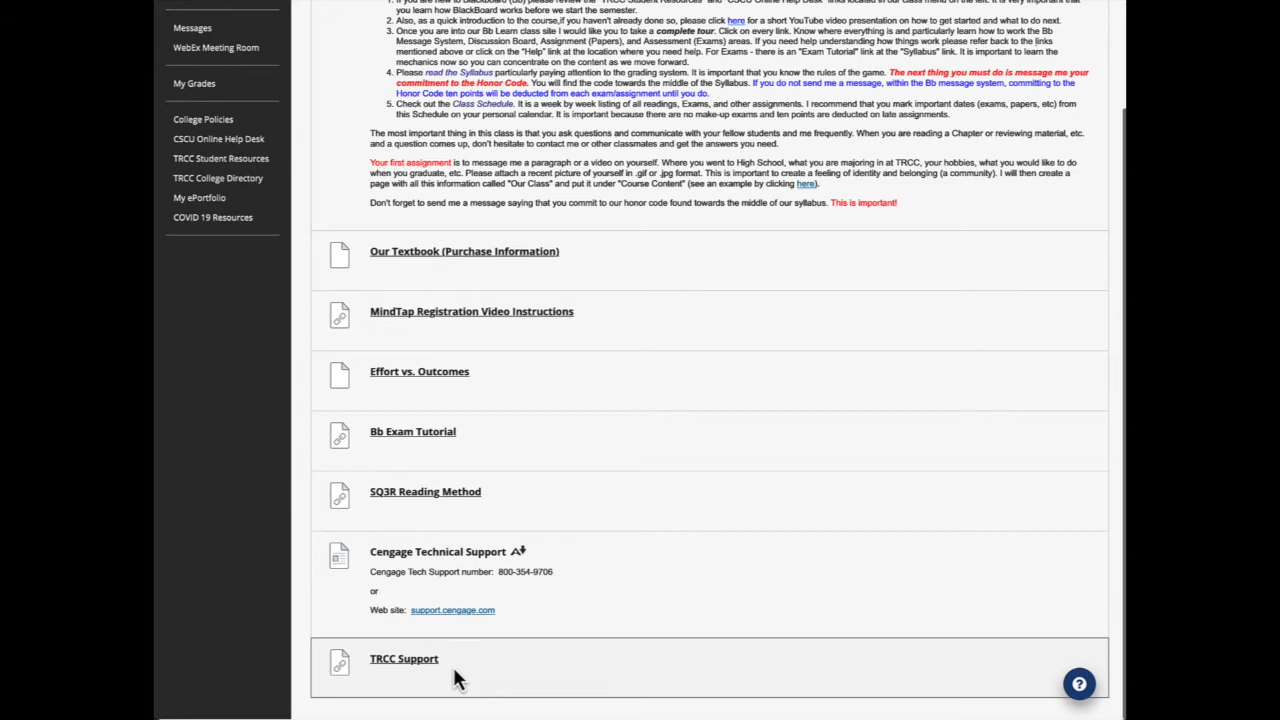 Messages
WebEx Meeting Room
My Grades
College Policies
CSCU Online Help Desk
TRCC Student Resources
TRCC College Directory
My ePortfolio
COVID 19 Resources
you learn how BlackBoard works before we start the semester.
2. Also, as a quick introduction to the course,if you haven't already done so, please click here for a short YouTube video presentation on how to get started and what to do next.
3. Once you are into our Bb Learn class site I would like you to take a complete tour. Click on every link. Know where everything is and particularly learn how to work the Bb
Message System, Discussion Board, Assignment (Papers), and Assessment (Exams) areas. If you need help understanding how things work please refer back to the links
mentioned above or click on the "Help" link at the location where you need help. For Exams - there is an "Exam Tutorial" link at the "Syllabus" link. It is important to learn the
mechanics now so you can concentrate on the content as we move forward.
4. Please read the Syllabus particularly paying attention to the grading system. It is important that you know the rules of the game. The next thing you must do is message me your
commitment to the Honor Code. You will find the code towards the middle of the Syllabus. If you do not send me a message, within the Bb message system, committing to the
Honor Code ten points will be deducted from each exam/assignment until you do.
5. Check out the Class Schedule. It is a week by week listing of all readings, Exams, and other assignments. I recommend that you mark important dates (exams, papers, etc) from
this Schedule on your personal calendar. It is important because there are no make-up exams and ten points are deducted on late assignments.
The most important thing in this class is that you ask questions and communicate with your fellow students and me frequently. When you are reading a Chapter or reviewing material, etc.
and a question comes up, don't hesitate to contact me or other classmates and get the answers you need.
Your first assignment is to message me a paragraph or a video on yourself. Where you went to High School, what you are majoring in at TRCC, your hobbies, what you would like to do
when you graduate, etc. Please attach a recent picture of yourself in .gif or .jpg format. This is important to create a feeling of identity and belonging (a community). I will then create a
page with all this information called "Our Class" and put it under "Course Content" (see an example by clicking here).
Don't forget to send me a message saying that you commit to our honor code found towards the middle of our syllabus. This is important!
Our Textbook (Purchase Information)
MindTap Registration Video Instructions
Effort vs. Outcomes
Bb Exam Tutorial
SQ3R Reading Method
Cengage Technical Support
Cengage Tech Support number: 800-354-9706
or
Web site: support.cengage.com
TRCC Support
?